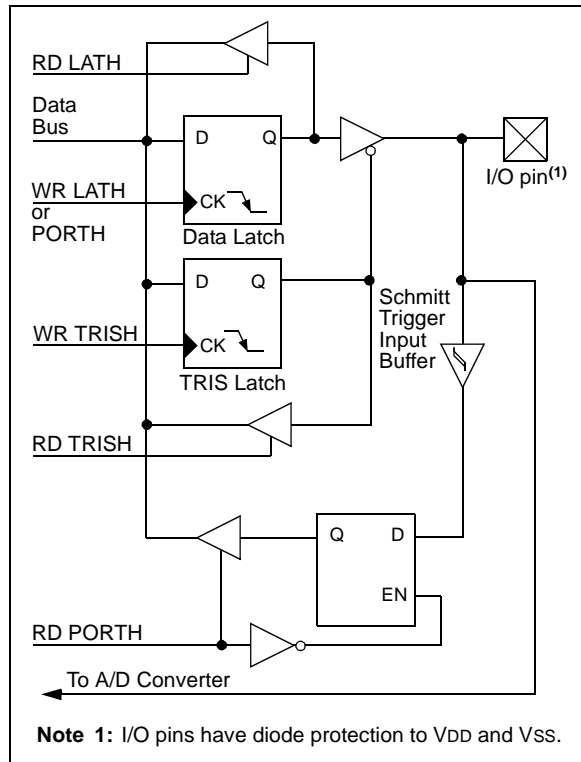 RD LATH
Data
Bus
D Q
I/O pin(1)
WR LATH
or
PORTH
CK
Data Latch
D Q
Schmitt
Trigger
Input
Buffer
WR TRISH
CK
TRIS Latch
RD TRISH
Q D
EN
RD PORTH
To A/D Converter
Note 1: I/O pins have diode protection to VDD and VSS.